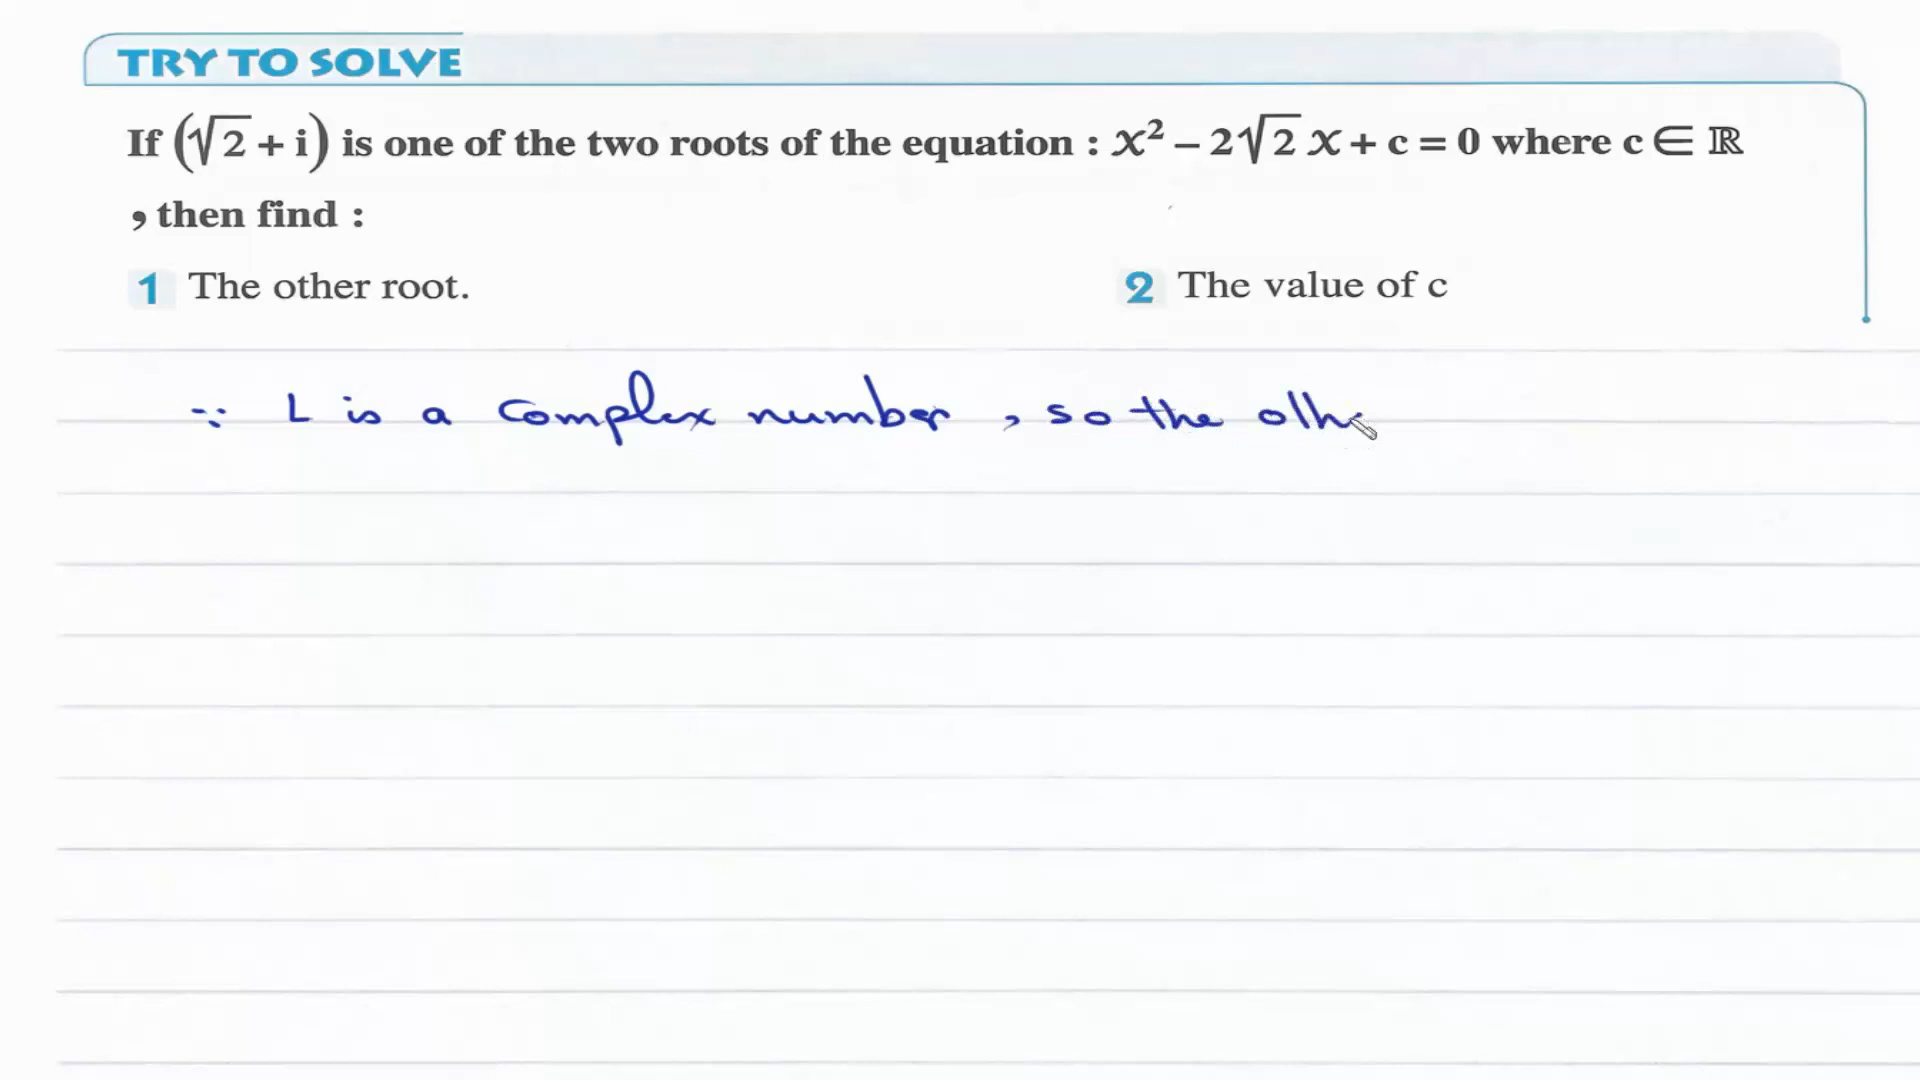 TRY TO SOLVE
If (√2 + i) is one of the two roots of the equation : x² – 2√2 x + c = 0 where c ∈ ℝ
, then find :
1 The other root.
2 The value of c
∵ L is a complex number , so the othe